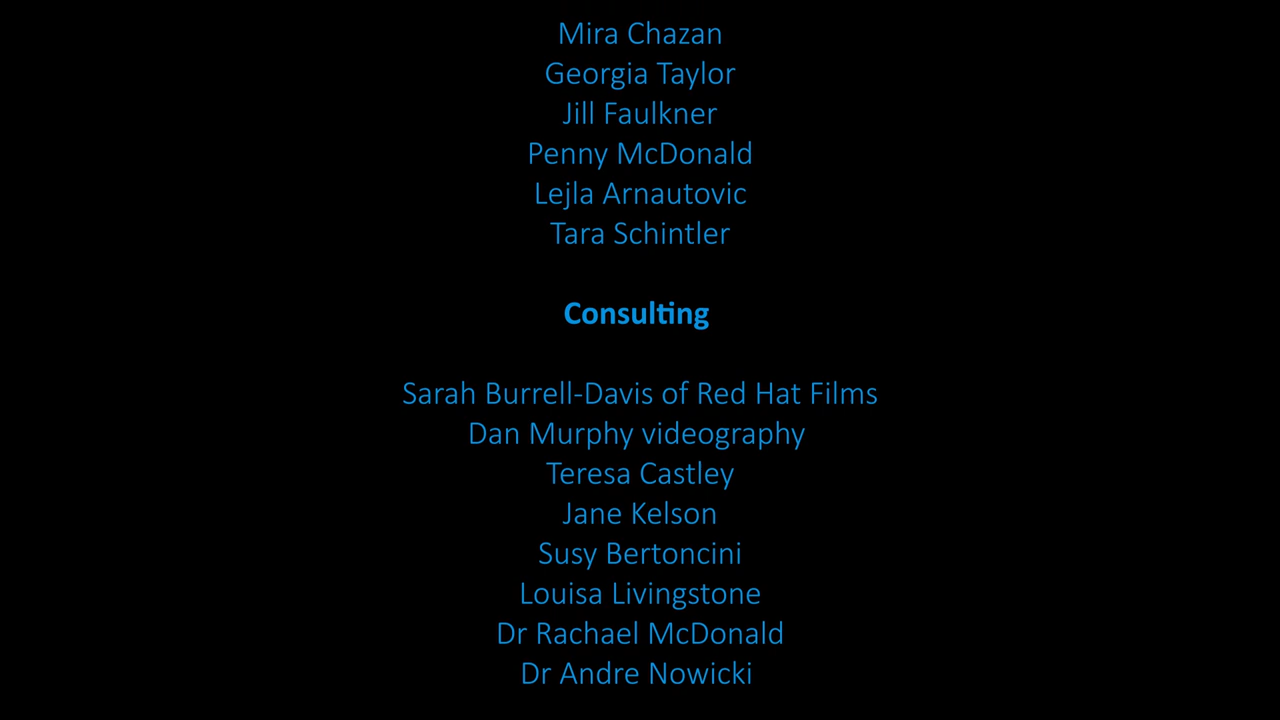 Mira Chazan
Georgia Taylor
Jill Faulkner
Penny McDonald
Lejla Arnautovic
Tara Schintler
Consulting
Sarah Burrell-Davis of Red Hat Films
Dan Murphy videography
Teresa Castley
Jane Kelson
Susy Bertoncini
Louisa Livingstone
Dr Rachael McDonald
Dr Andre Nowicki